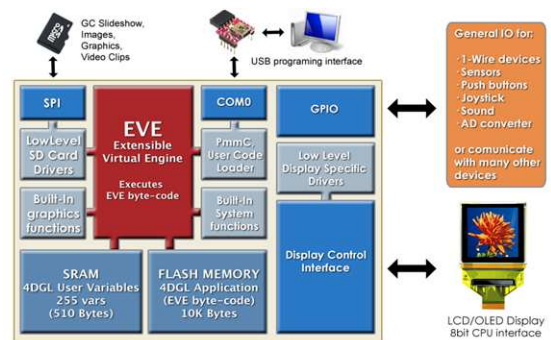 GC Slideshow,
Images,
Graphics,
Video Clips
USB programing interface
General IO for:
· 1-Wire devices
· Sensors
· Push buttons
· Joystick
· Sound
· AD converter
or comunicate
with many other
devices
SPI
EVE
Extensible
Virtual Engine
Executes
EVE byte-code
COM0
GPIO
LowLevel
SD Card
Drivers
PmmC,
User Code
Loader
Low Level
Display Specific
Drivers
Built-In
graphics
functions
Built-In
System
functions
Display Control
Interface
SRAM
4DGL User Variables
255 vars
(510 Bytes)
FLASH MEMORY
4DGL Application
(EVE byte-code)
10K Bytes
LCD/OLED Display
8bit CPU interface